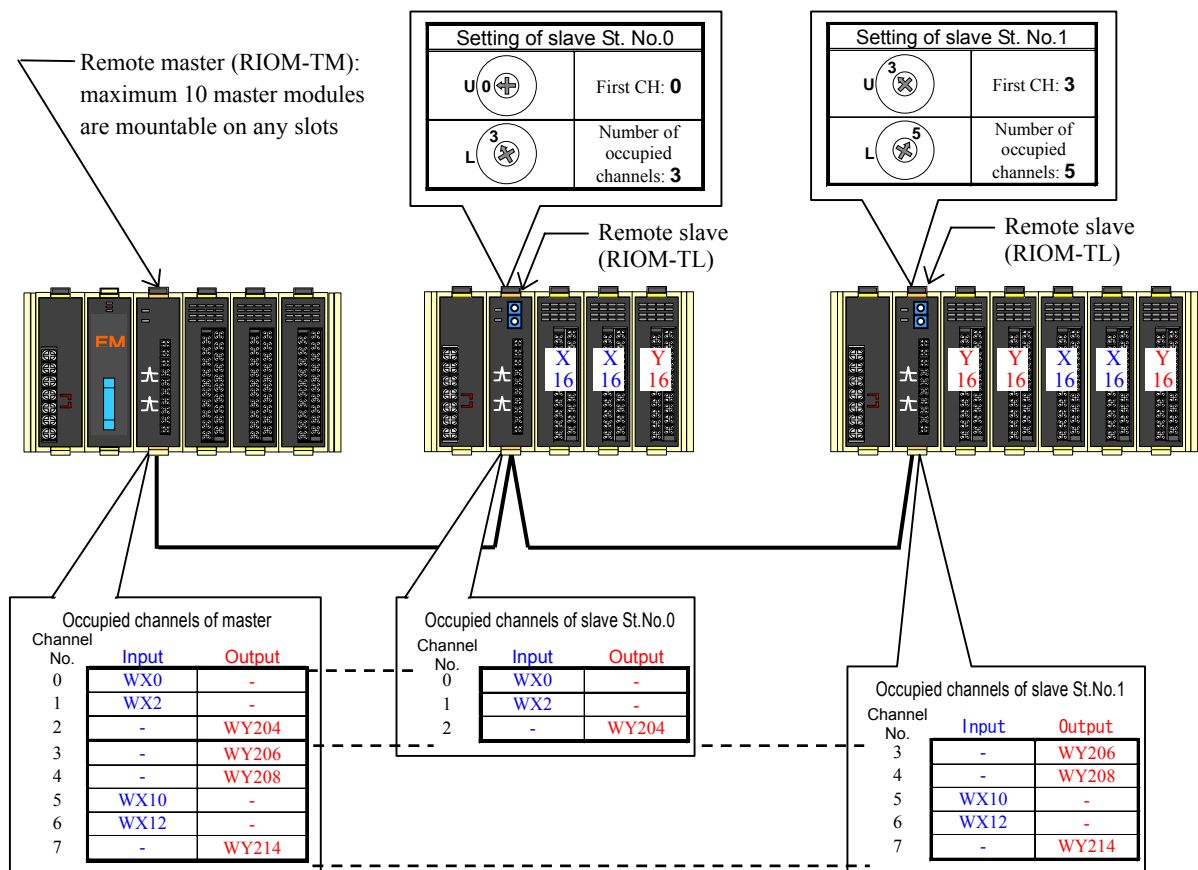 Remote master (RIOM-TM):
maximum 10 master modules
are mountable on any slots
Setting of slave St. No.0
U 0 First CH: 0
3
L Number of
occupied
channels: 3
Setting of slave St. No.1
3
U First CH: 3
5
L Number of
occupied
channels: 5
Remote slave
(RIOM-TL)
Remote slave
(RIOM-TL)
EM
X
16
X
16
Y
16
Y
16
Y
16
X
16
X
16
Y
16
Occupied channels of master
Channel
No. Input Output
0 WX0 -
1 WX2 -
2 - WY204
3 - WY206
4 - WY208
5 WX10 -
6 WX12 -
7 - WY214
Occupied channels of slave St.No.0
Channel
No. Input Output
0 WX0 -
1 WX2 -
2 - WY204
Occupied channels of slave St.No.1
Channel
No. Input Output
3 - WY206
4 - WY208
5 WX10 -
6 WX12 -
7 - WY214